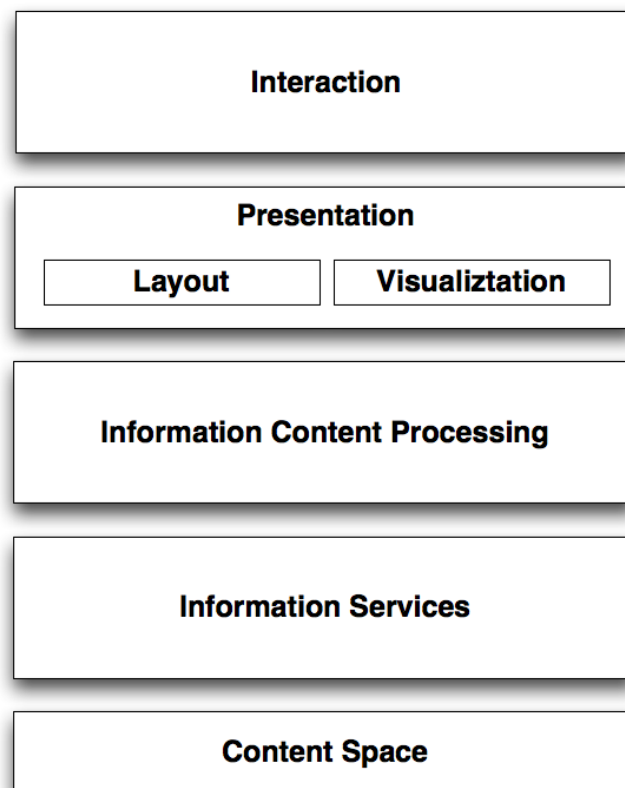 Interaction
Presentation
Layout Visualiztation
Information Content Processing
Information Services
Content Space